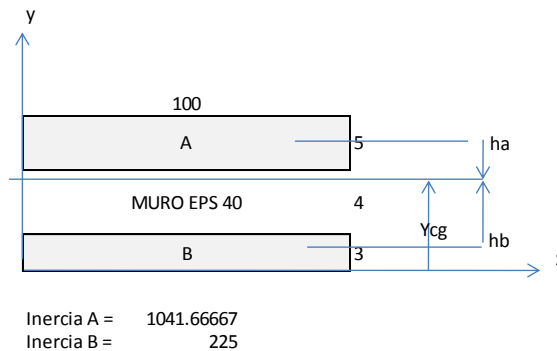 y
100
A
5
ha
MURO EPS 40
4
Ycg
hb
B
3
Inercia A = 1041.66667
Inercia B = 225